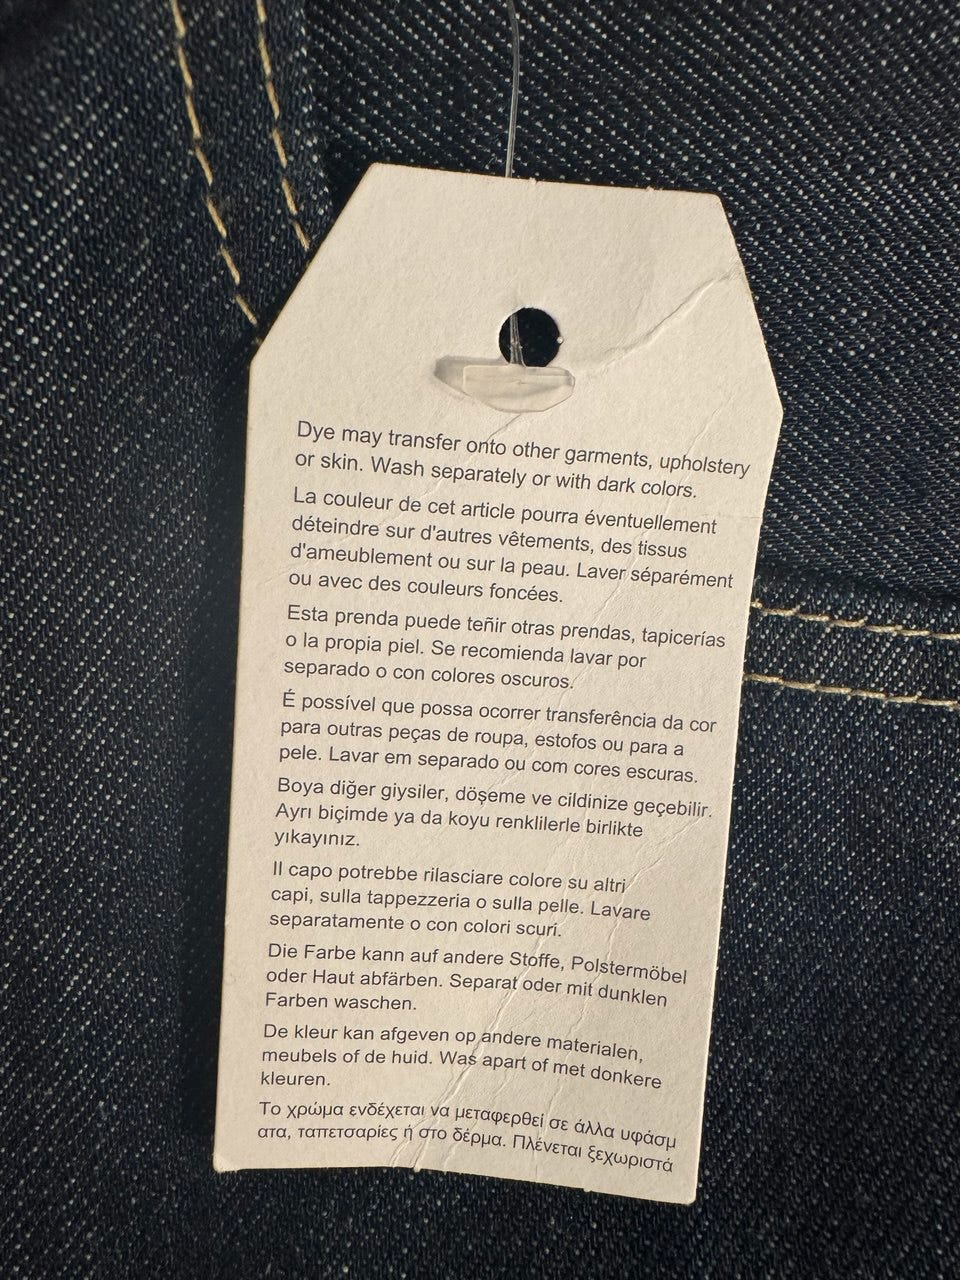 Dye may transfer onto other garments, upholstery
or skin. Wash separately or with dark colors.
La couleur de cet article pourra éventuellement
déteindre sur d'autres vêtements, des tissus
d'ameublement ou sur la peau. Laver séparément
ou avec des couleurs foncées.
Esta prenda puede teñir otras prendas, tapicerías
o la propia piel. Se recomienda lavar por
separado o con colores oscuros.
É possível que possa ocorrer transferência da cor
para outras peças de roupa, estofos ou para a
pele. Lavar em separado ou com cores escuras.
Boya diğer giysiler, döşeme ve cildinize geçebilir.
Ayrı biçimde ya da koyu renklilerle birlikte
yıkayınız.
Il capo potrebbe rilasciare colore su altri
capi, sulla tappezzeria o sulla pelle. Lavare
separatamente o con colori scuri.
Die Farbe kann auf andere Stoffe, Polstermöbel
oder Haut abfärben. Separat oder mit dunklen
Farben waschen.
De kleur kan afgeven op andere materialen,
meubels of de huid. Was apart of met donkere
kleuren.
Το χρώμα ενδέχεται να μεταφερθεί σε άλλα υφάσμ
ατα, ταπετσαρίες ή στο δέρμα. Πλένεται ξεχωριστά